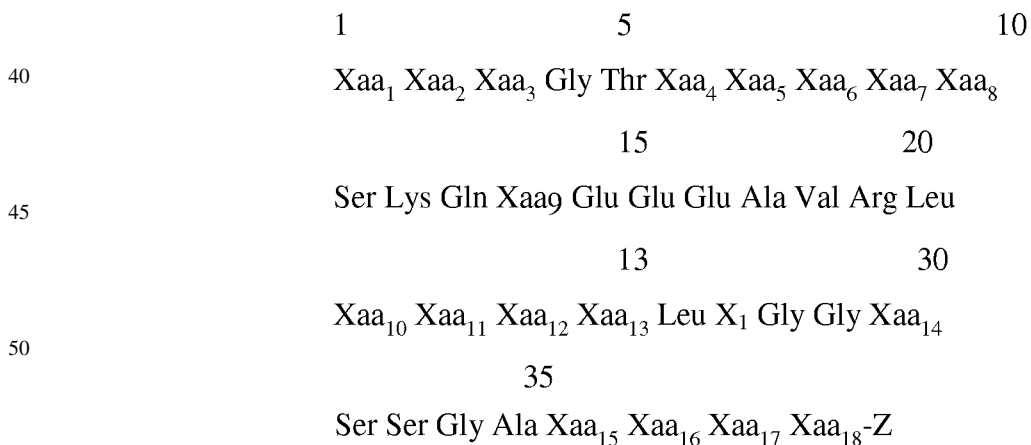 1 5 10
40 Xaa₁ Xaa₂ Xaa₃ Gly Thr Xaa₄ Xaa₅ Xaa₆ Xaa₇ Xaa₈
15 20
45 Ser Lys Gln Xaa9 Glu Glu Glu Ala Val Arg Leu
13 30
Xaa₁₀ Xaa₁₁ Xaa₁₂ Xaa₁₃ Leu X₁ Gly Gly Xaa₁₄
50
35
Ser Ser Gly Ala Xaa₁₅ Xaa₁₆ Xaa₁₇ Xaa₁₈-Z